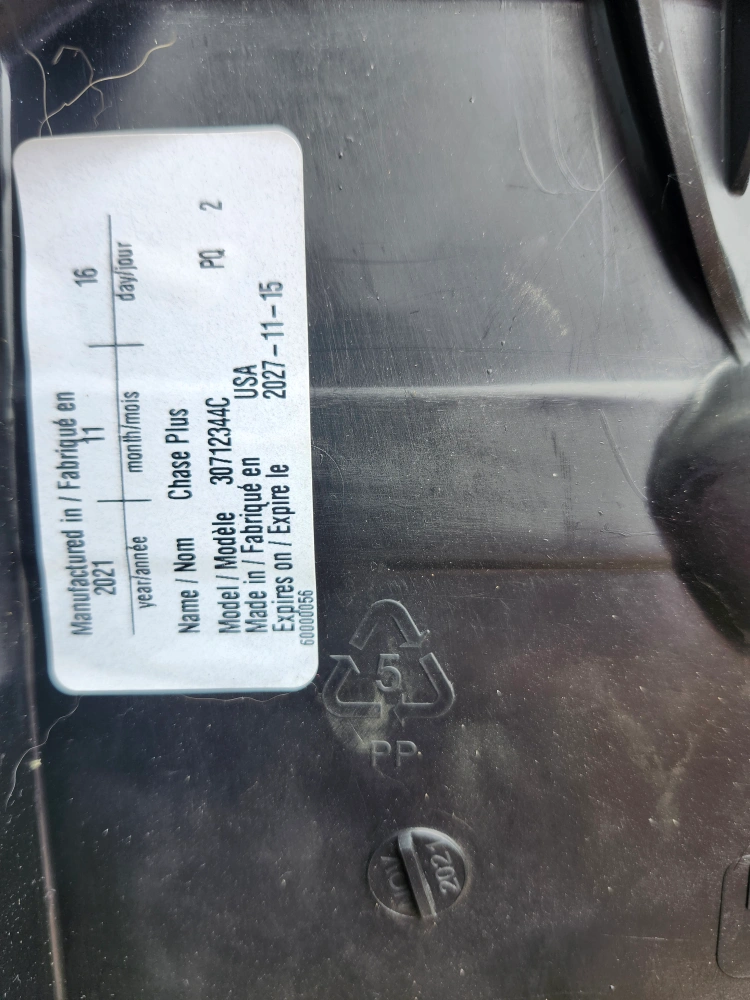 Manufactured in / Fabriqué en
2021 11 16
year/année month/mois day/jour
Name / Nom Chase Plus
Model / Modèle 30712344C PQ 2
Made in / Fabriqué en USA
Expires on / Expire le 2027-11-15
60000056
5
PP
NOV
2021